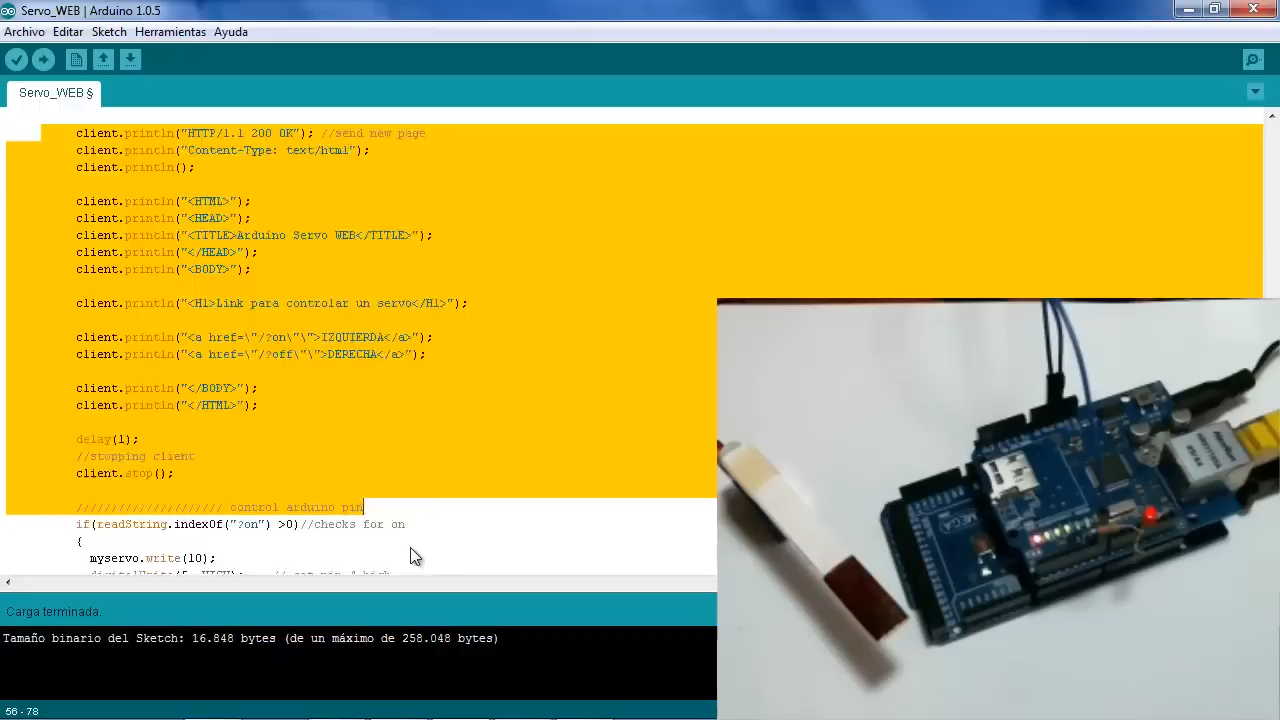 Servo_WEB | Arduino 1.0.5
Archivo Editar Sketch Herramientas Ayuda
Servo_WEB §
client.println("HTTP/1.1 200 OK"); //send new page
client.println("Content-Type: text/html");
client.println();
client.println("<HTML>");
client.println("<HEAD>");
client.println("<TITLE>Arduino Servo WEB</TITLE>");
client.println("</HEAD>");
client.println("<BODY>");
client.println("<H1>Link para controlar un servo</H1>");
client.println("<a href=\"/?on\"\">IZQUIERDA</a>");
client.println("<a href=\"/?off\"\">DERECHA</a>");
client.println("</BODY>");
client.println("</HTML>");
delay(1);
//stopping client
client.stop();
///////////////////// control arduino pin
if(readString.indexOf("?on") >0)//checks for on
{
myservo.write(10);
Carga terminada.
Tamaño binario del Sketch: 16.848 bytes (de un máximo de 258.048 bytes)
56 - 78
MEGA